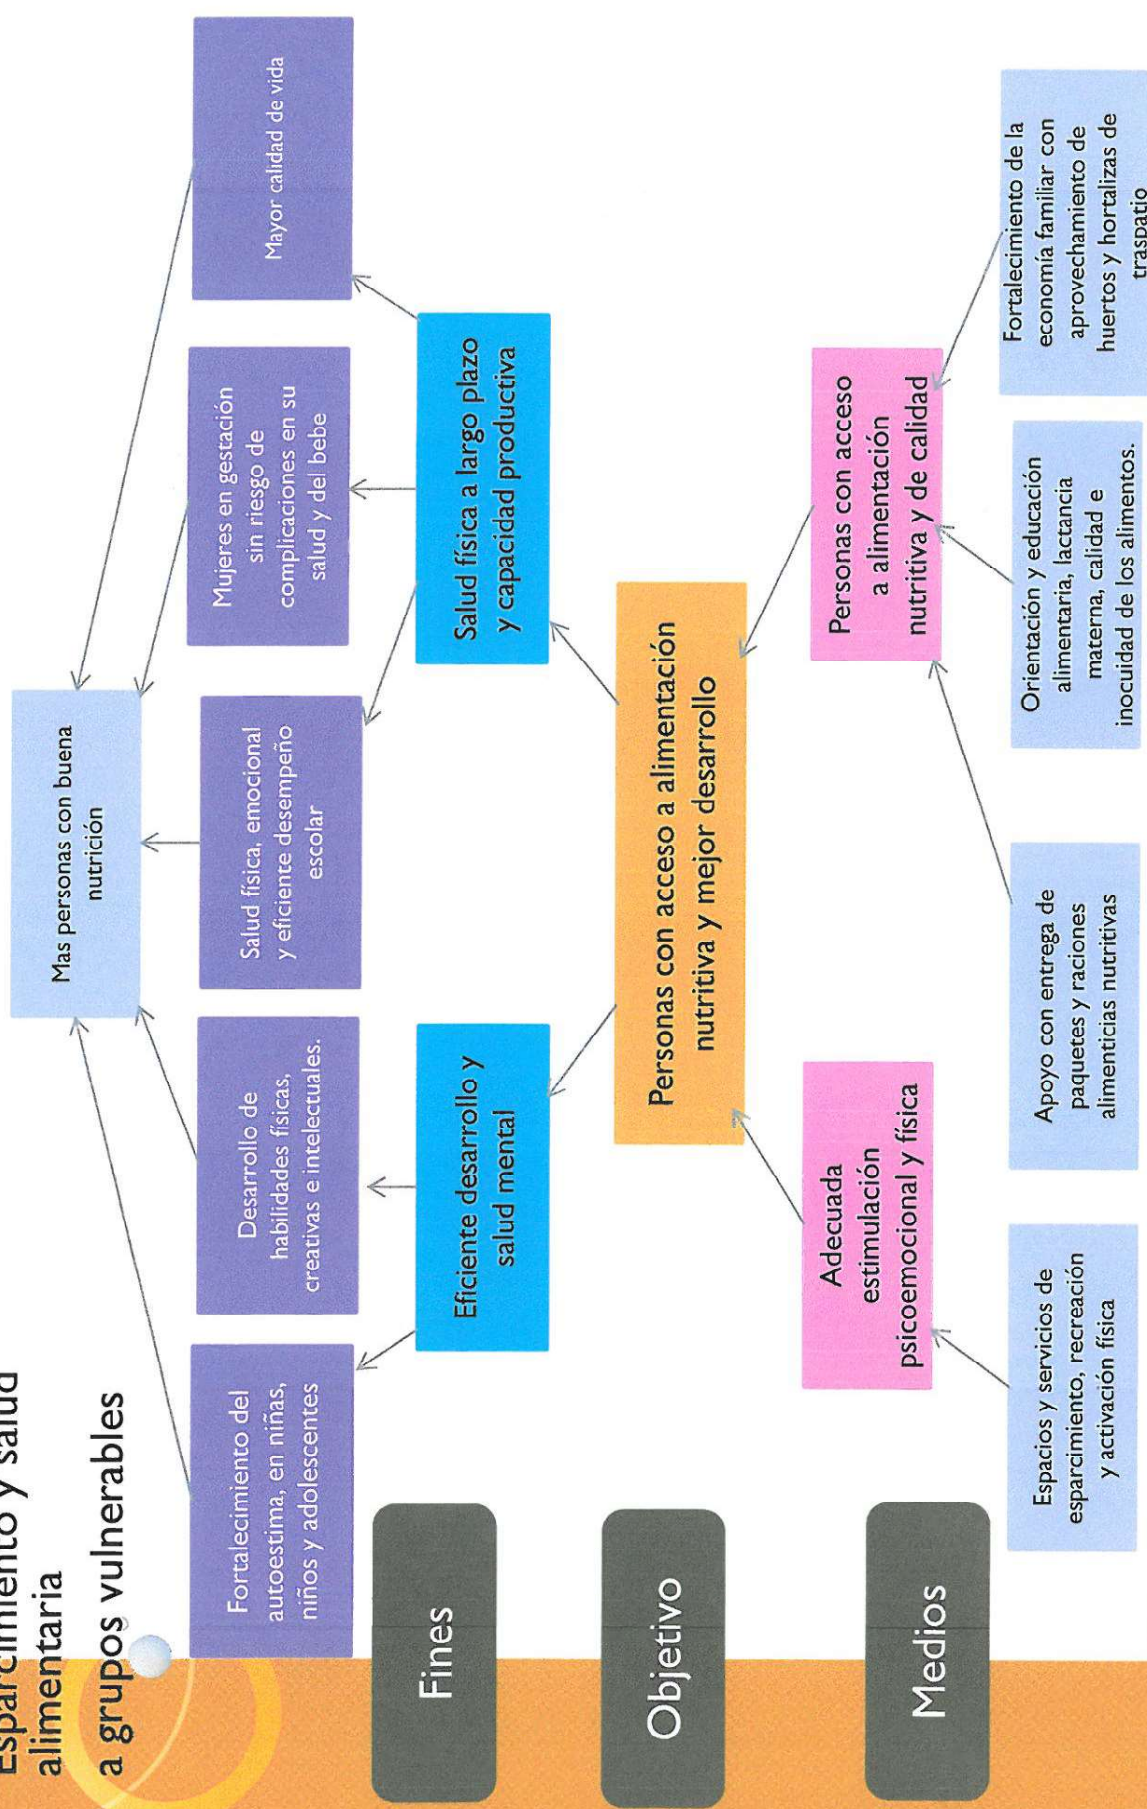 Esparcimiento y salud
alimentaria
a grupos vulnerables
Mas personas con buena
nutrición
Fortalecimiento del
autoestima, en niñas,
niños y adolescentes
Desarrollo de
habilidades físicas,
creativas e intelectuales.
Salud física, emocional
y eficiente desempeño
escolar
Mujeres en gestación
sin riesgo de
complicaciones en su
salud y del bebe
Mayor calidad de vida
Fines
Eficiente desarrollo y
salud mental
Salud física a largo plazo
y capacidad productiva
Objetivo
Personas con acceso a alimentación
nutritiva y mejor desarrollo
Medios
Adecuada
estimulación
psicoemocional y física
Personas con acceso
a alimentación
nutritiva y de calidad
Espacios y servicios de
esparcimiento, recreación
y activación física
Apoyo con entrega de
paquetes y raciones
alimenticias nutritivas
Orientación y educación
alimentaria, lactancia
materna, calidad e
inocuidad de los alimentos.
Fortalecimiento de la
economía familiar con
aprovechamiento de
huertos y hortalizas de
traspatio